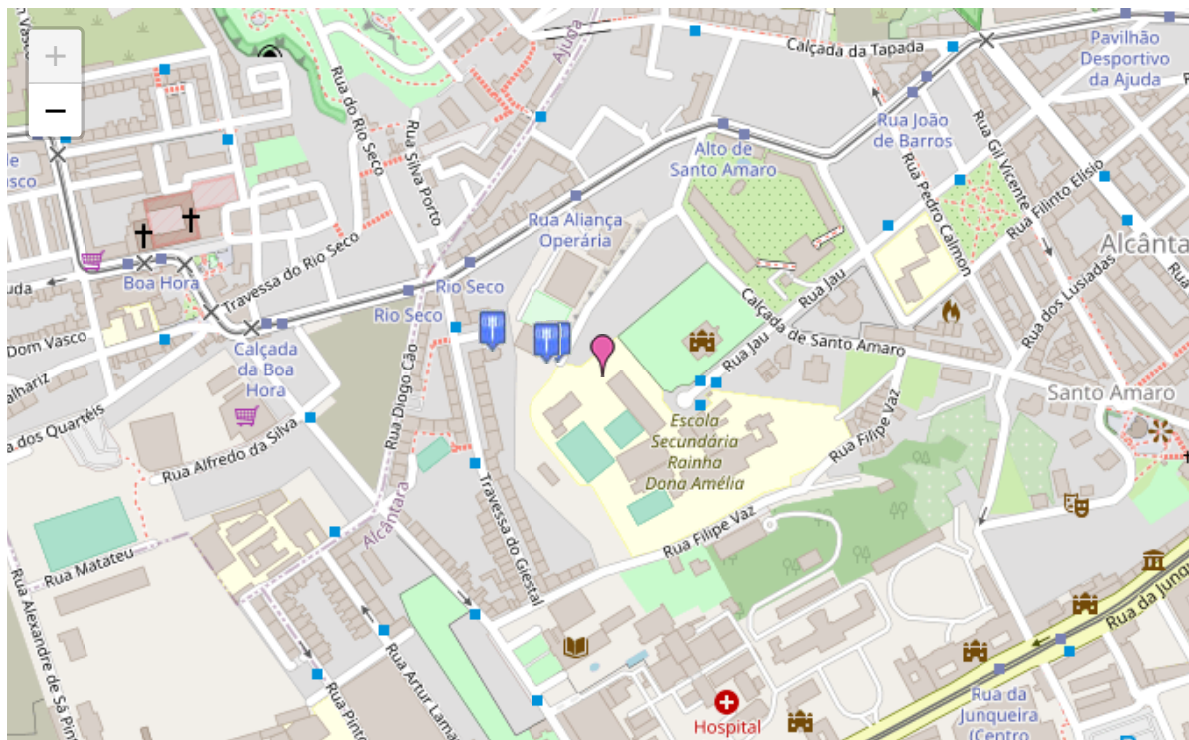 +
−
Calçada da Tapada
Pavilhão
Desportivo
da Ajuda
Ajuda
Rua do Rio Seco
Rua Silva Porto
Rua João
de Barros
Rua Gil Vicente
Alto de
Santo Amaro
Rua Pedro Calmon
Rua Filinto Elísio
Rua Aliança
Operária
Alcânta
Boa Hora
Travessa do Rio Seco
Rio Seco
Rio Seco
Rua Jau
Rua dos Lusíadas
Calçada de Santo Amaro
Rua Jau
Dom Vasco
Calçada
da Boa
Hora
Rua Diogo Cão
Santo Amaro
Rua Filipe Vaz
Escola
Secundária
Rainha
Dona Amélia
a dos Quartéis
Rua Alfredo da Silva
Travessa do Giestal
Alcântara
Rua Filipe Vaz
Rua Matateu
Rua Alexandre de Sá Pin
Rua Artur Lama
Rua Pinto
Rua da Junque
Hospital
Rua da
Junqueira
(Centro